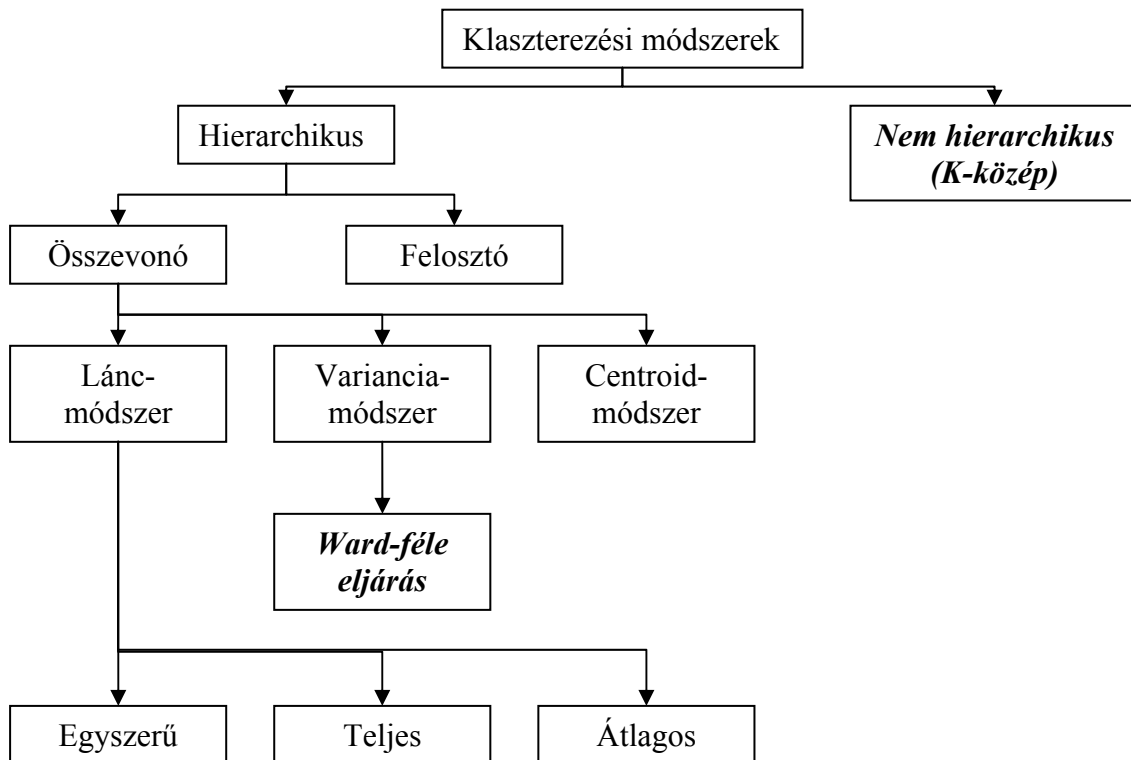 Klaszterezési módszerek
Hierarchikus
Nem hierarchikus
(K-közép)
Összevonó
Felosztó
Lánc-
módszer
Variancia-
módszer
Centroid-
módszer
Ward-féle
eljárás
Egyszerű
Teljes
Átlagos